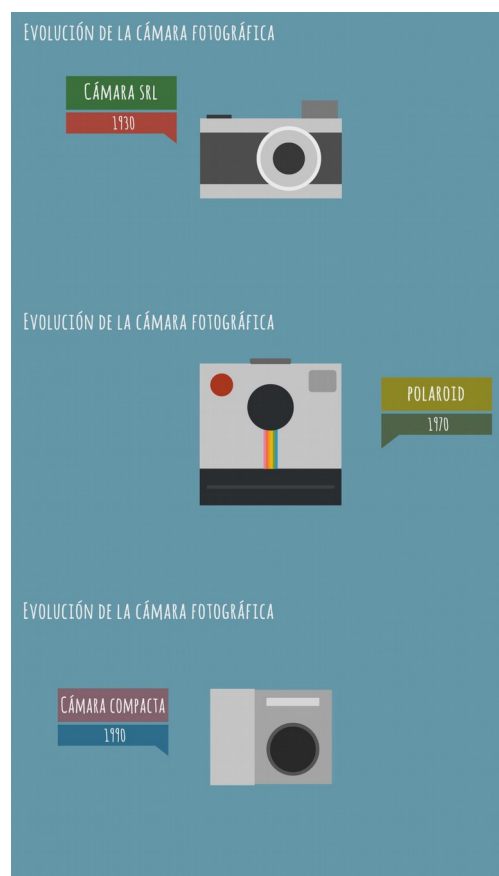 Evolución de la cámara fotográfica
Cámara srl
1930
Evolución de la cámara fotográfica
polaroid
1970
Evolución de la cámara fotográfica
Cámara compacta
1990